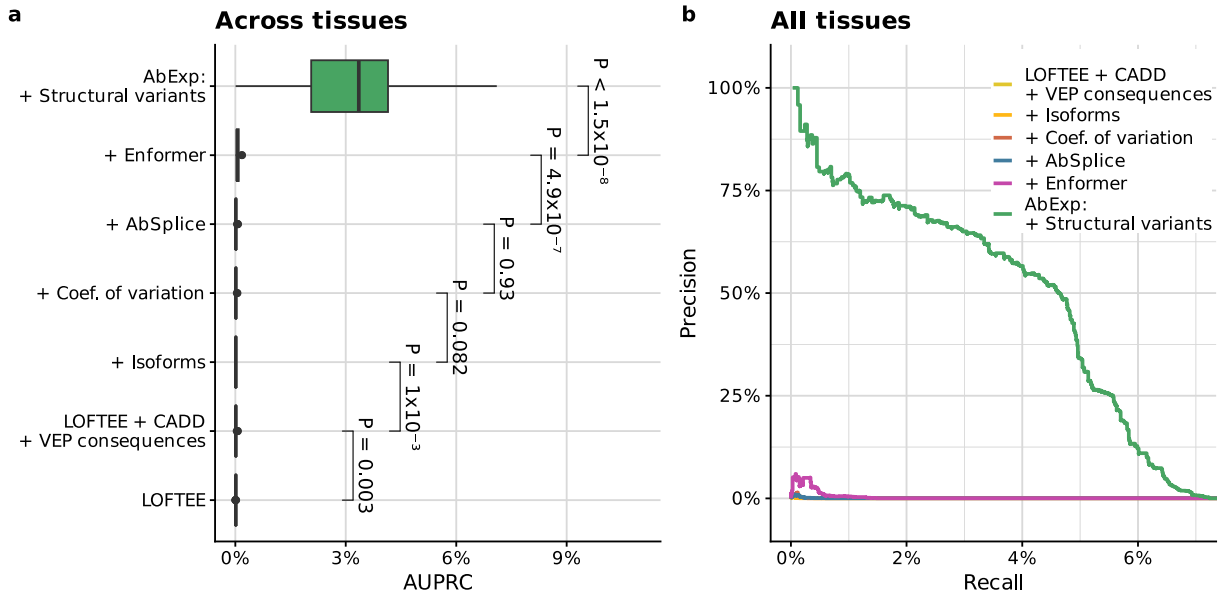 a
Across tissues
AbExp:
+ Structural variants
+ Enformer
+ AbSplice
+ Coef. of variation
+ Isoforms
LOFTEE + CADD
+ VEP consequences
LOFTEE
P < 1.5x10⁻⁸
P = 4.9x10⁻⁷
P = 0.93
P = 0.082
P = 1x10⁻³
P = 0.003
0%
3%
6%
9%
AUPRC
b
All tissues
LOFTEE + CADD
+ VEP consequences
+ Isoforms
+ Coef. of variation
+ AbSplice
+ Enformer
AbExp:
+ Structural variants
Precision
100%
75%
50%
25%
0%
0%
2%
4%
6%
Recall